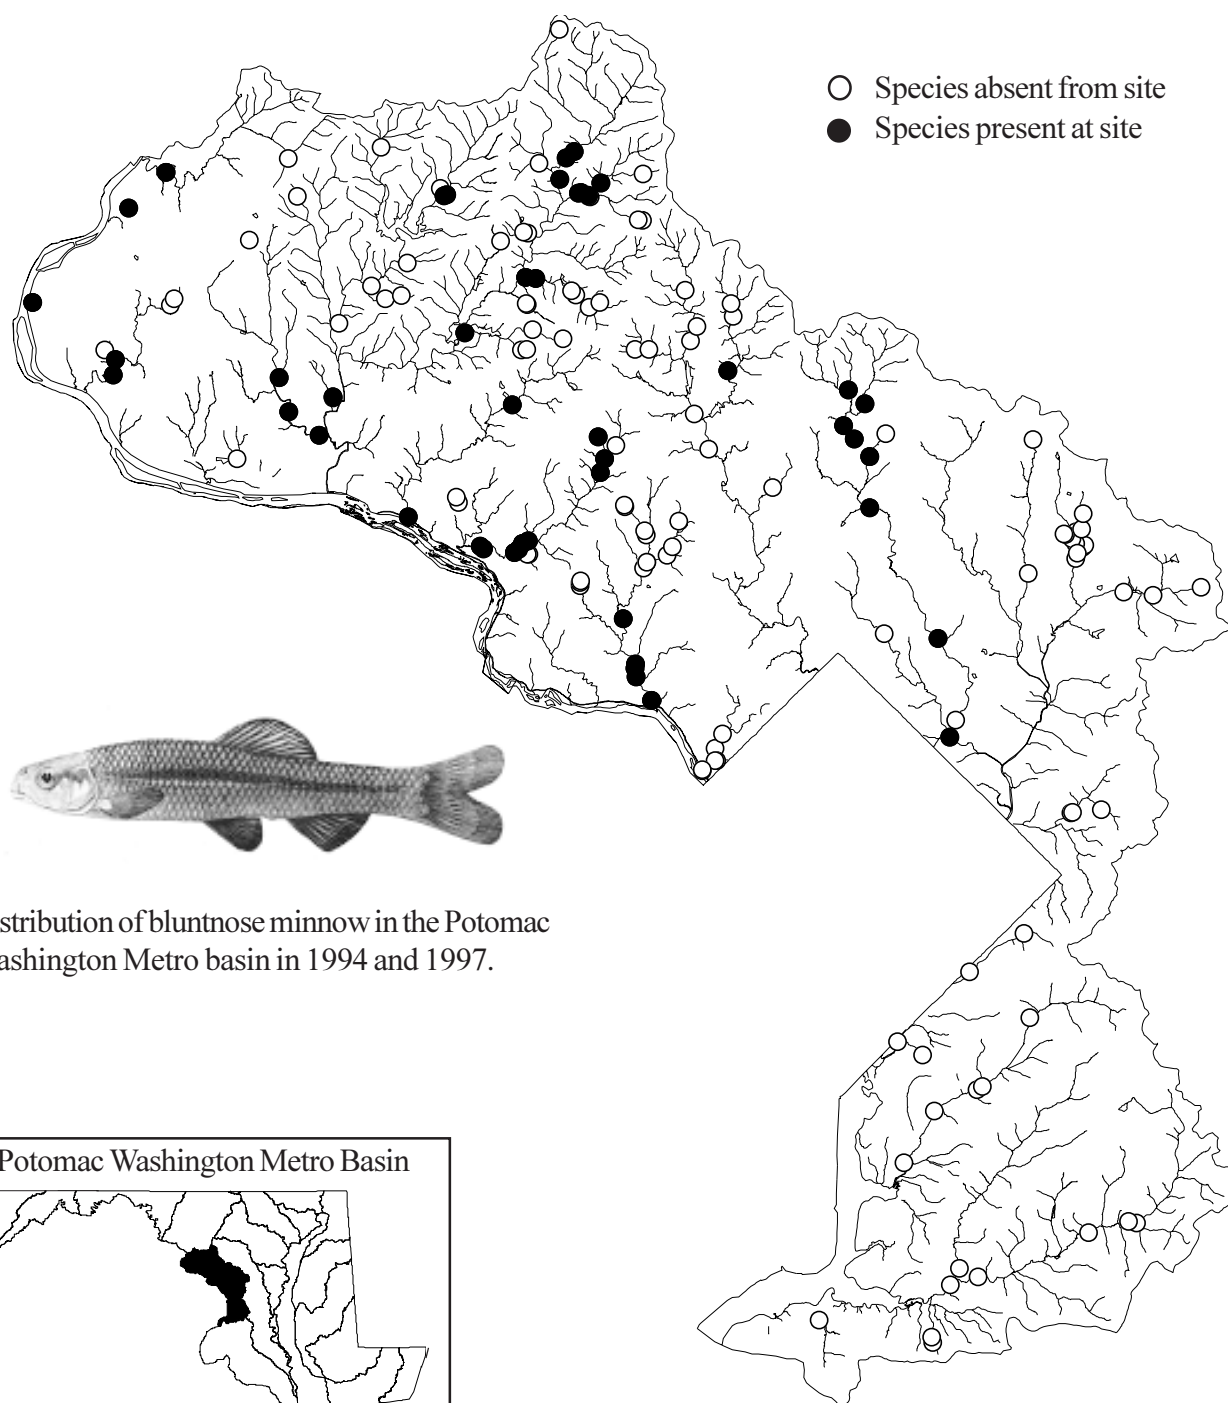 Species absent from site
Species present at site
stribution of bluntnose minnow in the Potomac
ashington Metro basin in 1994 and 1997.
Potomac Washington Metro Basin